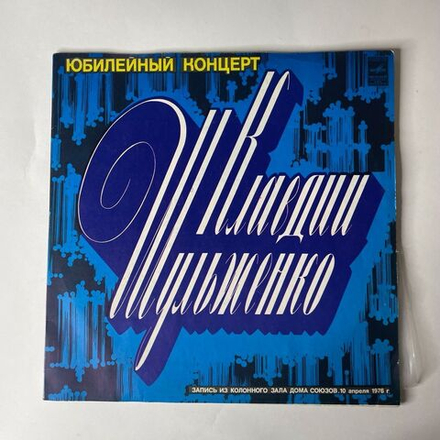 ЮБИЛЕЙНЫЙ КОНЦЕРТ
Клавдии
Шульженко
ЗАПИСЬ ИЗ КОЛОННОГО ЗАЛА ДОМА СОЮЗОВ. 10 апреля 1976 г.